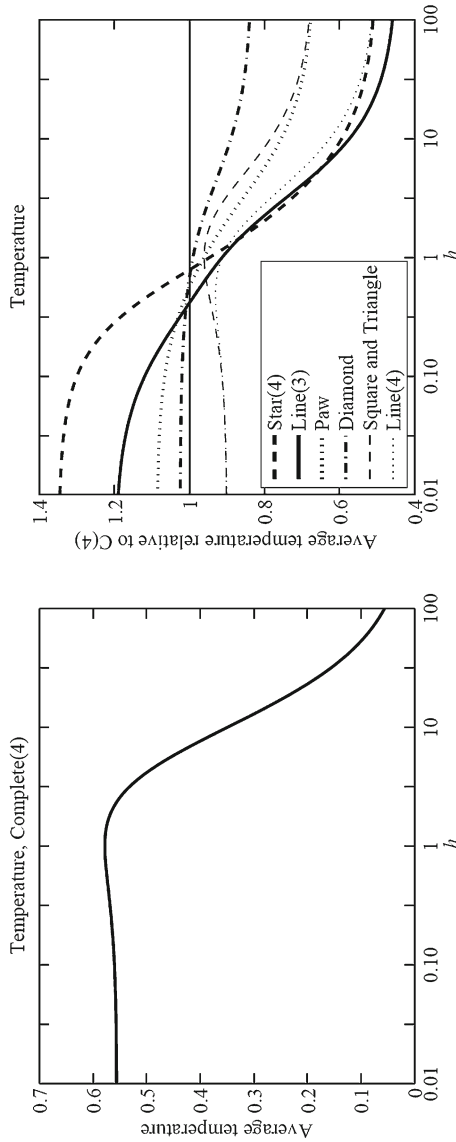 Temperature, Complete(4)
Average temperature
0.7
0.6
0.5
0.4
0.3
0.2
0.1
0
0.01
0.10
1
10
100
h
Temperature
Average temperature relative to C(4)
1.4
1.2
1
0.8
0.6
0.4
0.01
0.10
1
10
100
h
Star(4)
Line(3)
Paw
Diamond
Square and Triangle
Line(4)